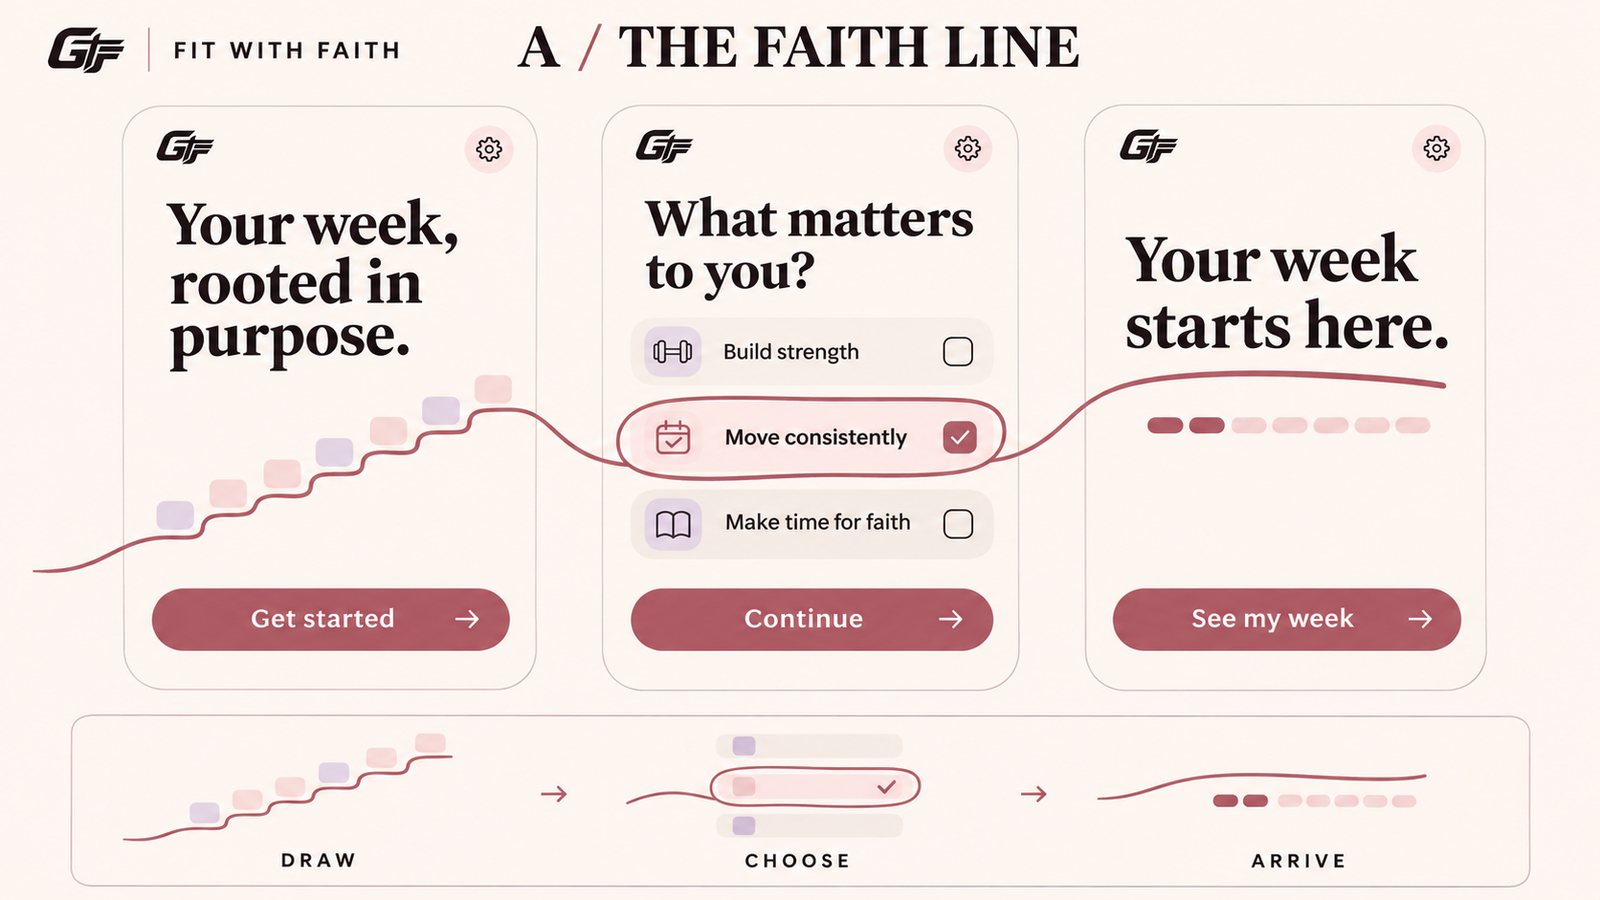 GF
FIT WITH FAITH
A / THE FAITH LINE
GF
Your week,
rooted in
purpose.
Get started →
GF
What matters
to you?
Build strength
Move consistently
Make time for faith
Continue →
GF
Your week
starts here.
See my week →
DRAW
CHOOSE
ARRIVE